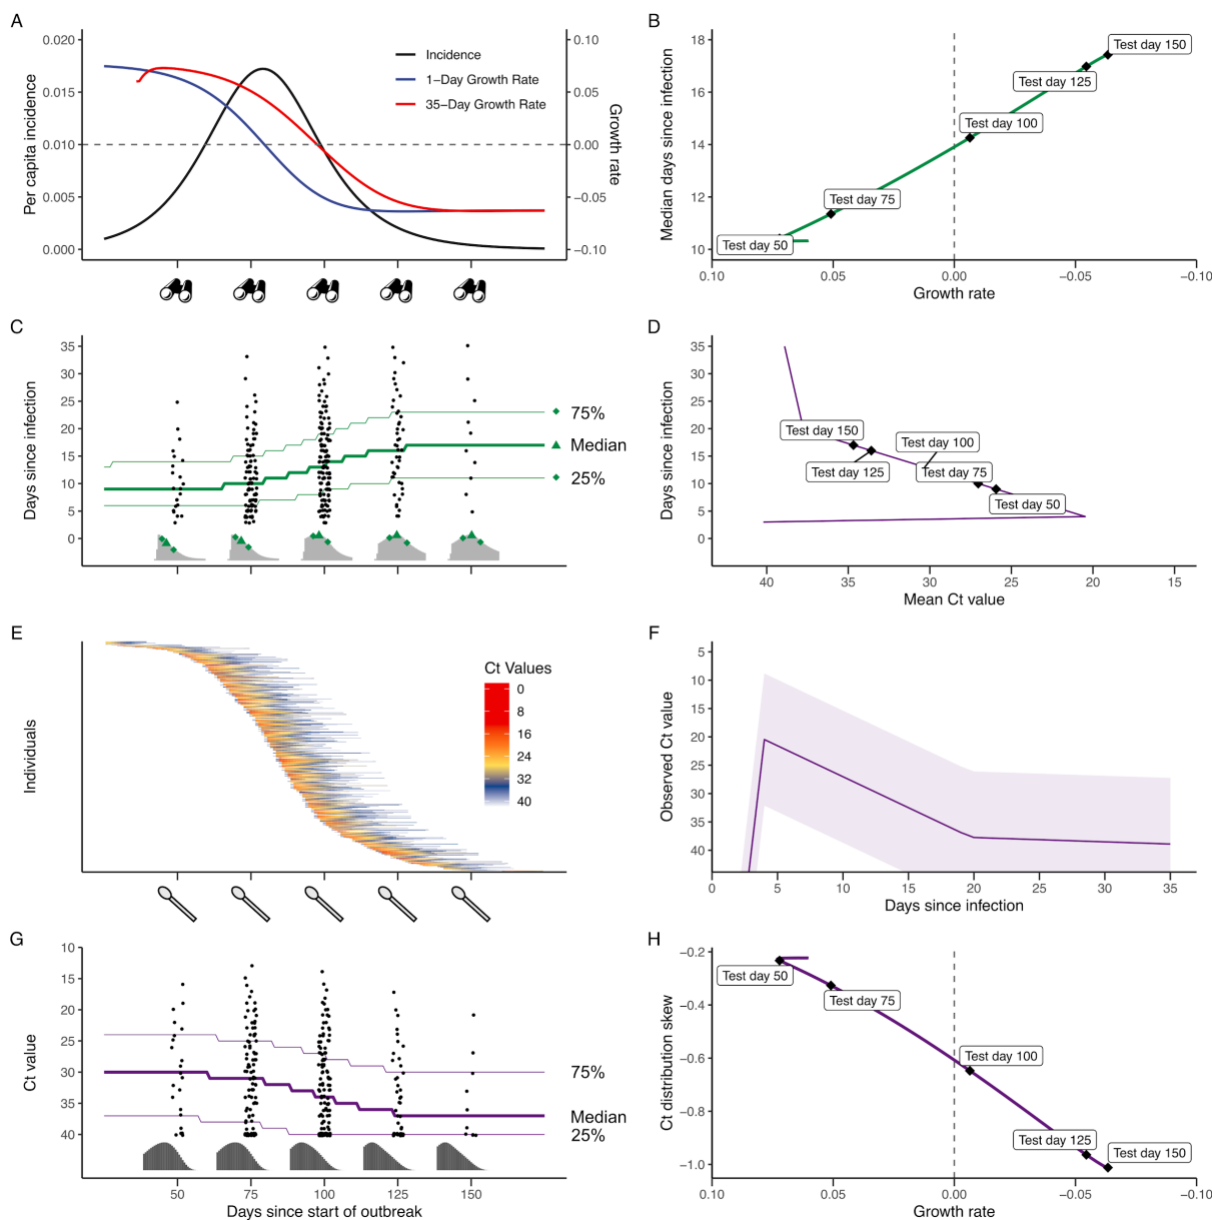 A
0.020
0.015
0.010
0.005
0.000
Per capita incidence
Incidence
1−Day Growth Rate
35−Day Growth Rate
0.10
0.05
0.00
−0.05
−0.10
Growth rate
B
18
16
14
12
10
Median days since infection
Test day 150
Test day 125
Test day 100
Test day 75
Test day 50
0.10
0.05
0.00
−0.05
−0.10
Growth rate
C
35
30
25
20
15
10
5
0
Days since infection
75%
Median
25%
D
35
30
25
20
15
10
5
0
Days since infection
Test day 150
Test day 100
Test day 125
Test day 75
Test day 50
40
35
30
25
20
15
Mean Ct value
E
Individuals
Ct Values
0
8
16
24
32
40
F
5
10
15
20
25
30
35
40
Observed Ct value
0
5
10
15
20
25
30
35
Days since infection
G
10
15
20
25
30
35
40
Ct value
75%
Median
25%
50
75
100
125
150
Days since start of outbreak
H
−0.2
−0.4
−0.6
−0.8
−1.0
Ct distribution skew
Test day 50
Test day 75
Test day 100
Test day 125
Test day 150
0.10
0.05
0.00
−0.05
−0.10
Growth rate